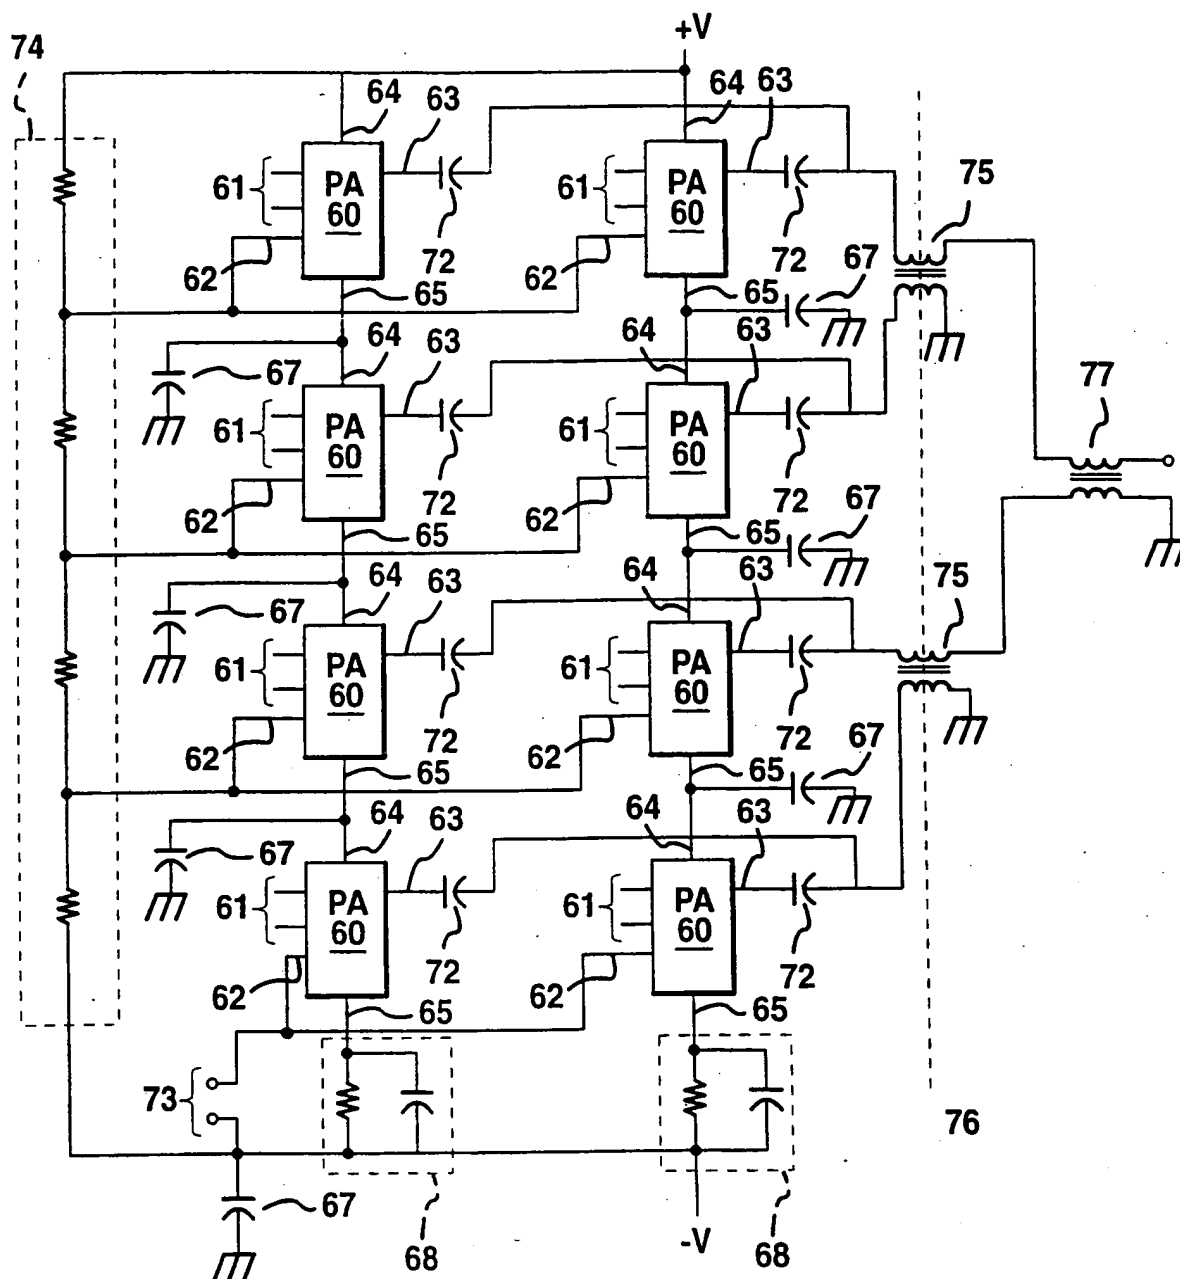 +V
74
64 63 64 63
61 PA 60 61 PA 60 75
62 72 62 72 67
65 65
64 63 64 63
67 77
61 PA 60 61 PA 60
62 72 62 72 67
65 65
64 63 64 63 75
67
61 PA 60 61 PA 60
62 72 62 72 67
65 65
64 63 64 63
67
61 PA 60 61 PA 60
62 72 62 72
65 65
73 76
67 68 -V 68